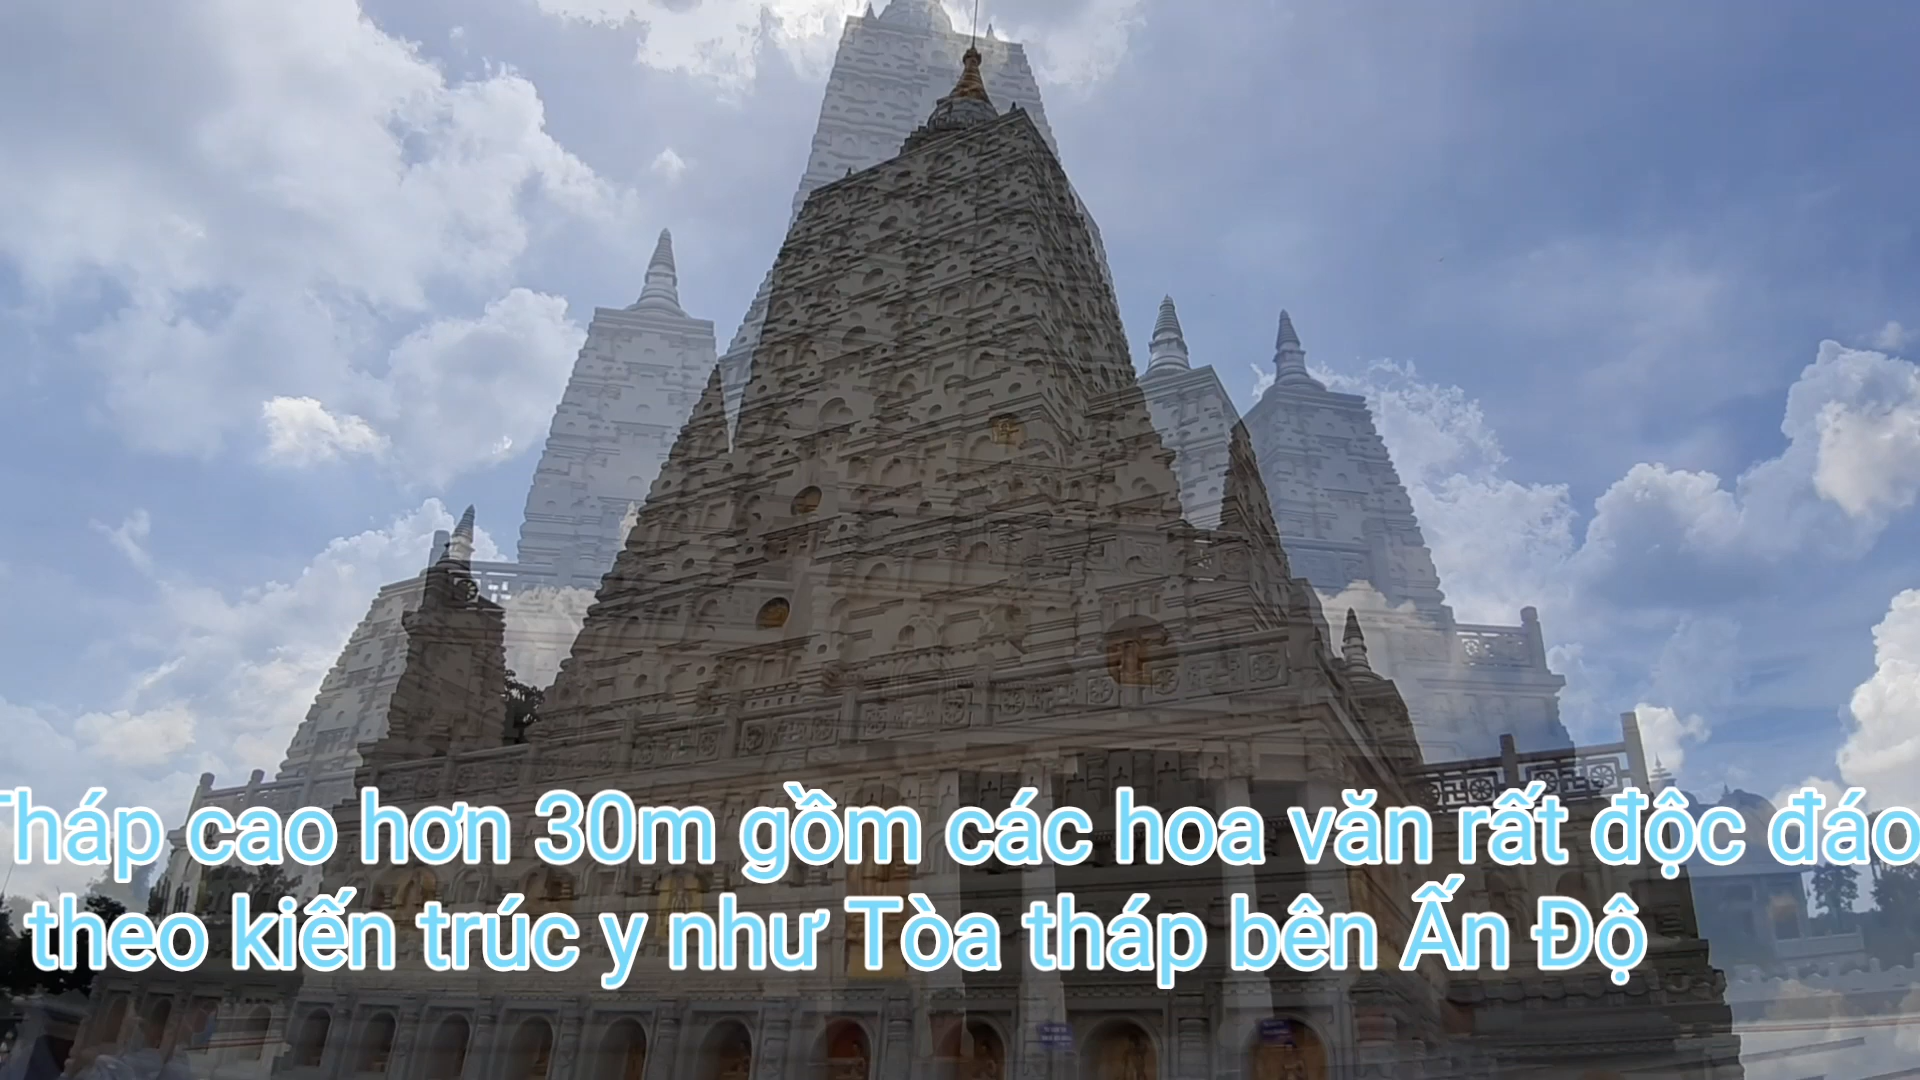 Tháp cao hơn 30m gồm các hoa văn rất độc đáo
theo kiến trúc y như Tòa tháp bên Ấn Độ